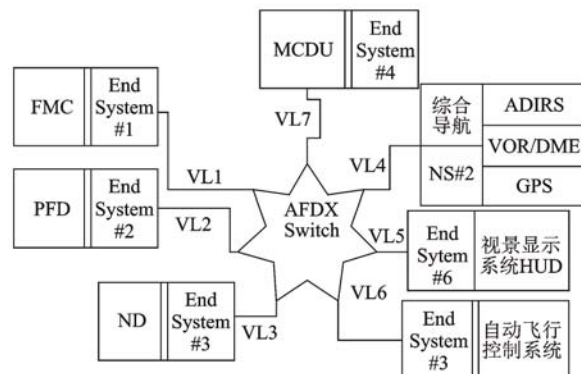 MCDU
End
System
#4
FMC
End
System
#1
VL7
综合
导航
NS#2
ADIRS
VOR/DME
GPS
VL1
VL4
PFD
End
System
#2
VL2
AFDX
Switch
VL5
End
Sytem
#6
视景显示
系统HUD
ND
End
System
#3
VL3
VL6
End
System
#3
自动飞行
控制系统